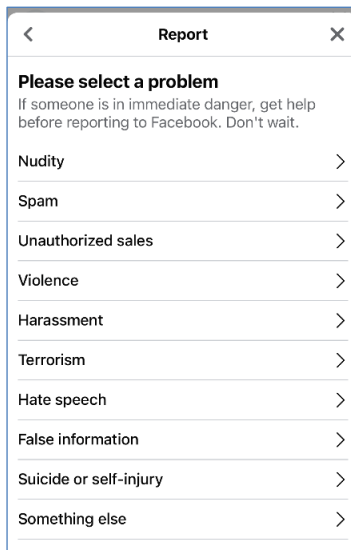 Report
Please select a problem
If someone is in immediate danger, get help
before reporting to Facebook. Don't wait.
Nudity
Spam
Unauthorized sales
Violence
Harassment
Terrorism
Hate speech
False information
Suicide or self-injury
Something else